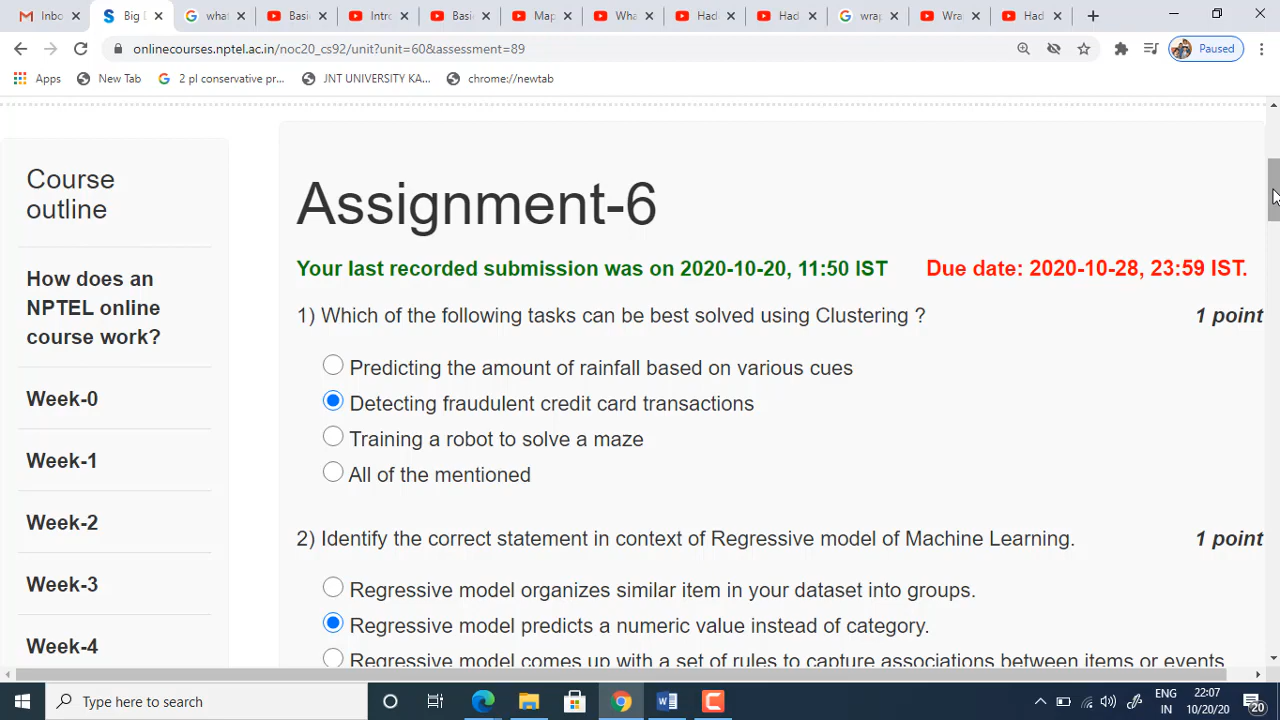 Inbo
Big [
what
Basi
Intro
Basi
Map
Wha
Had
Had
wrap
Wra
Had
onlinecourses.nptel.ac.in/noc20_cs92/unit?unit=60&assessment=89
Paused
Apps
New Tab
2 pl conservative pr...
JNT UNIVERSITY KA...
chrome://newtab
Course
outline
How does an
NPTEL online
course work?
Week-0
Week-1
Week-2
Week-3
Week-4
Assignment-6
Your last recorded submission was on 2020-10-20, 11:50 IST Due date: 2020-10-28, 23:59 IST.
1) Which of the following tasks can be best solved using Clustering ? 1 point
Predicting the amount of rainfall based on various cues
Detecting fraudulent credit card transactions
Training a robot to solve a maze
All of the mentioned
2) Identify the correct statement in context of Regressive model of Machine Learning. 1 point
Regressive model organizes similar item in your dataset into groups.
Regressive model predicts a numeric value instead of category.
Regressive model comes up with a set of rules to capture associations between items or events
Type here to search
ENG
IN
22:07
10/20/20
20